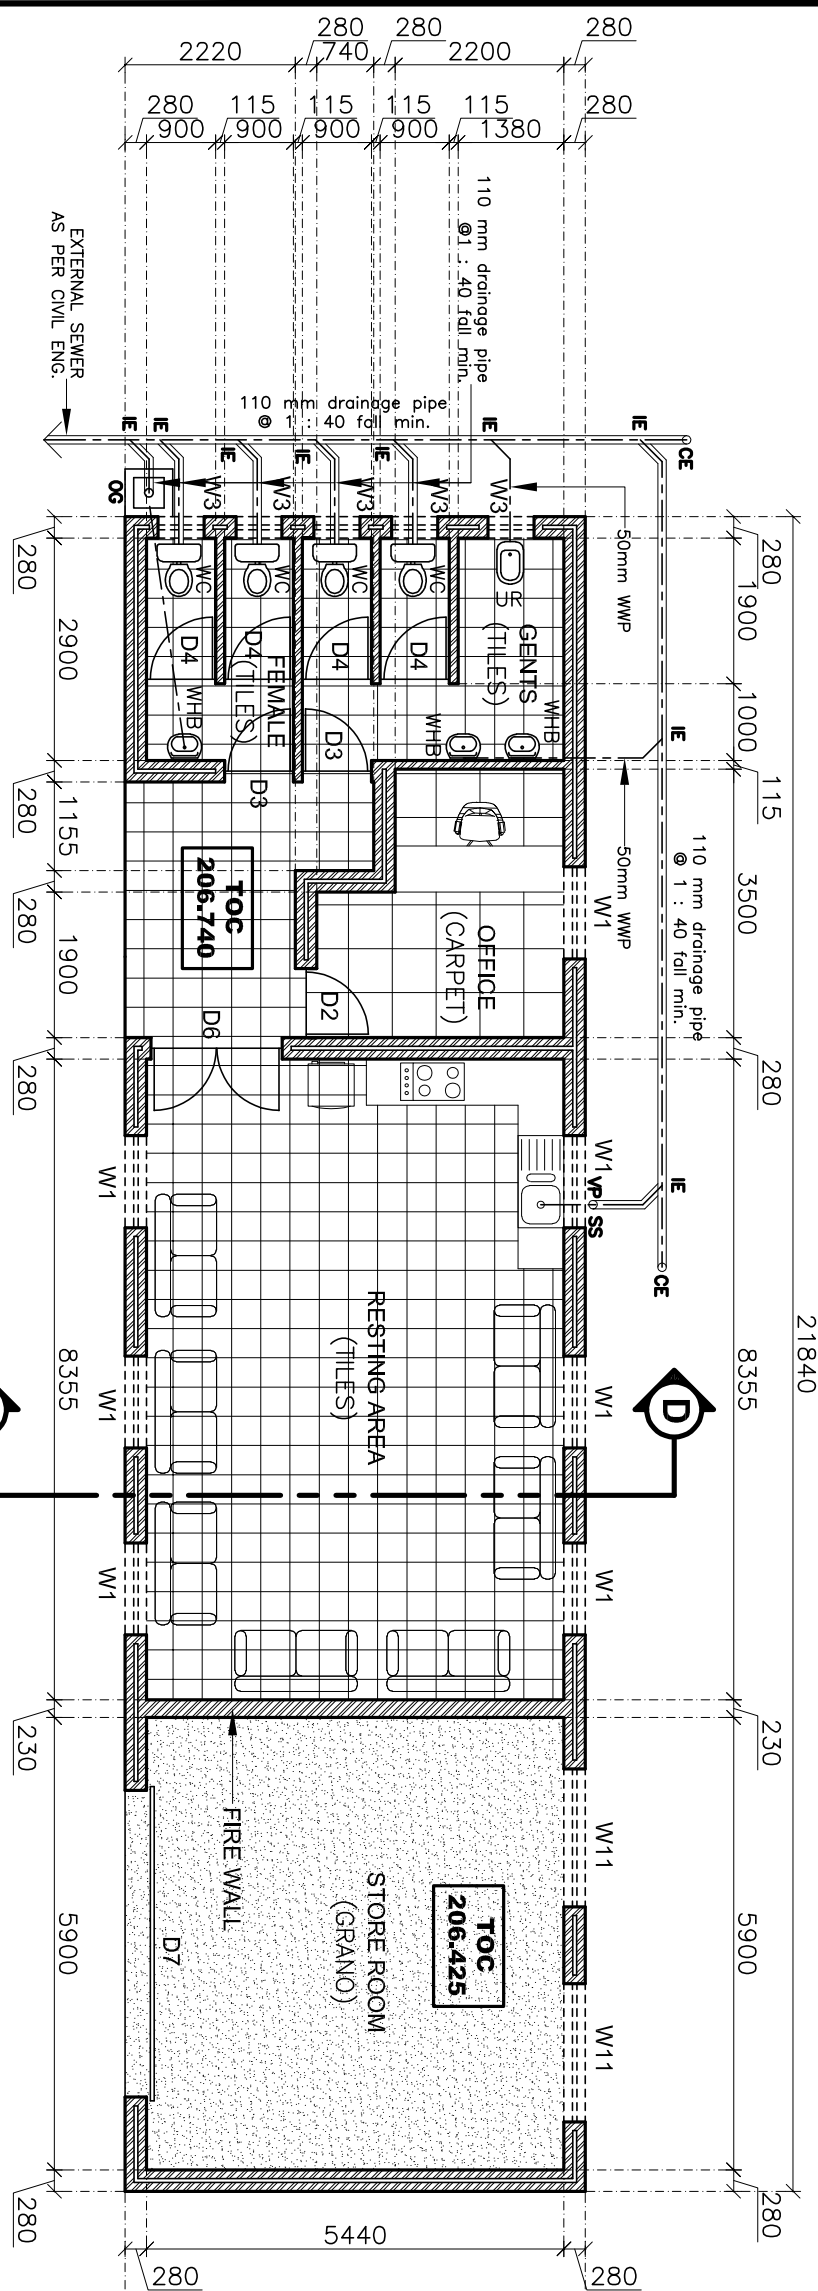 280
280
280
2220
740
2200
280
115
115
115
115
280
900
900
900
900
1380
110 mm drainage pipe
@1 : 40 fall min.
EXTERNAL SEWER
AS PER CIVIL ENG.
110 mm drainage pipe
@ 1 : 40 fall min.
IE
IE
IE
IE
IE
IE
IE
CE
OG
W3
W3
W3
W3
W3
50mm WWP
280
1900
1000
115
3500
280
8355
230
5900
280
21840
WC
WC
WC
WC
D4
D4
D4
D4
UR
GENTS
(TILES)
FEMALE
(TILES)
WHB
WHB
WHB
D3
D3
IE
50mm WWP
110 mm drainage pipe
@ 1 : 40 fall min.
TOC
206.740
OFFICE
(CARPET)
W1
D2
D6
W1
W1
VP
SS
IE
CE
RESTING AREA
(TILES)
W1
W1
W1
W1
D
FIRE WALL
STORE ROOM
(GRANO)
TOC
206.425
W11
W11
D7
280
2900
280
1155
280
1900
280
8355
230
5900
280
5440
280
280